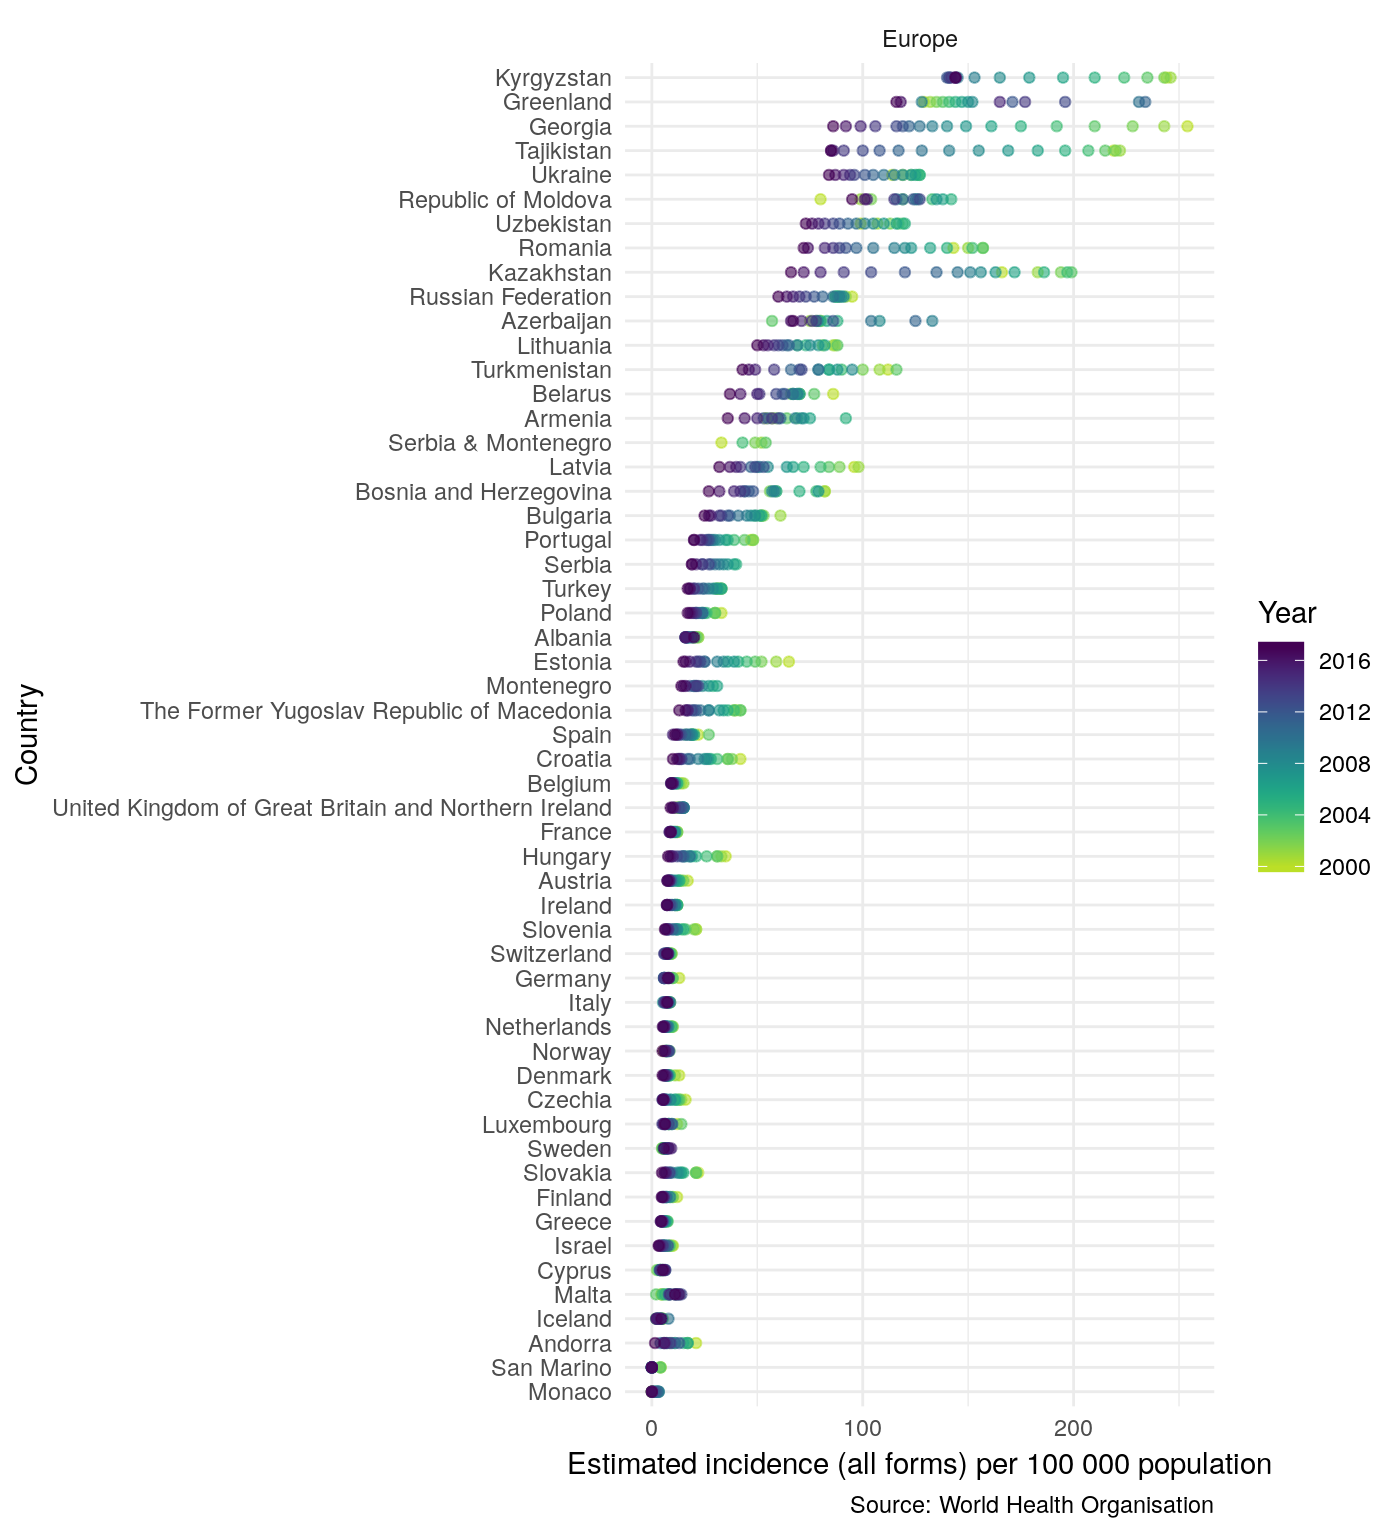 Europe
Kyrgyzstan
Greenland
Georgia
Tajikistan
Ukraine
Republic of Moldova
Uzbekistan
Romania
Kazakhstan
Russian Federation
Azerbaijan
Lithuania
Turkmenistan
Belarus
Armenia
Serbia & Montenegro
Latvia
Bosnia and Herzegovina
Bulgaria
Portugal
Serbia
Turkey
Poland
Albania
Estonia
Montenegro
The Former Yugoslav Republic of Macedonia
Spain
Croatia
Belgium
United Kingdom of Great Britain and Northern Ireland
France
Hungary
Austria
Ireland
Slovenia
Switzerland
Germany
Italy
Netherlands
Norway
Denmark
Czechia
Luxembourg
Sweden
Slovakia
Finland
Greece
Israel
Cyprus
Malta
Iceland
Andorra
San Marino
Monaco
Country
0 100 200
Estimated incidence (all forms) per 100 000 population
Source: World Health Organisation
Year
2016
2012
2008
2004
2000